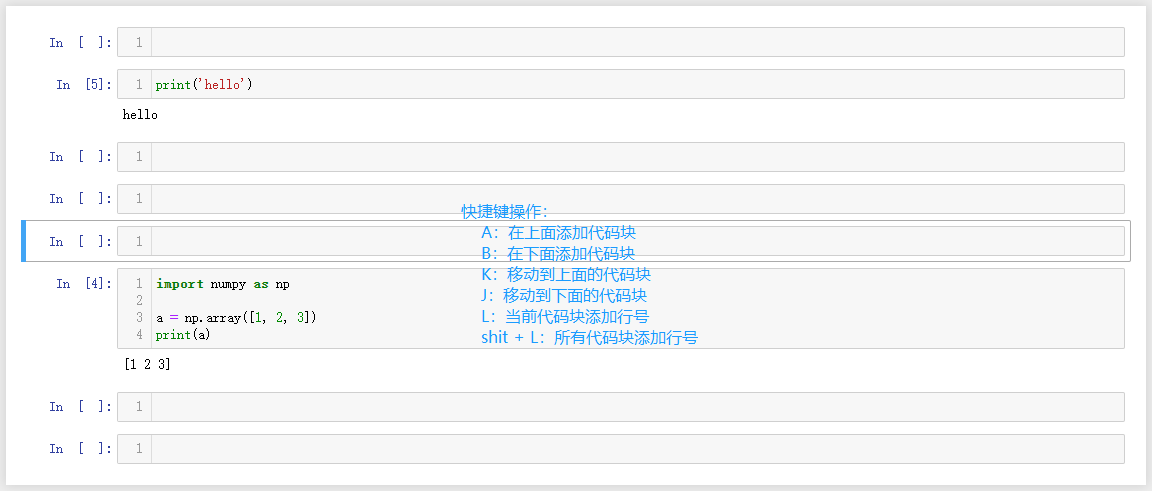 In [ ]: 1
In [5]: 1 print('hello')
hello
In [ ]: 1
In [ ]: 1
快捷键操作：
In [ ]: 1
A：在上面添加代码块
B：在下面添加代码块
K：移动到上面的代码块
J：移动到下面的代码块
L：当前代码块添加行号
shit + L：所有代码块添加行号
In [4]: 1 import numpy as np
2
3 a = np.array([1, 2, 3])
4 print(a)
[1 2 3]
In [ ]: 1
In [ ]: 1